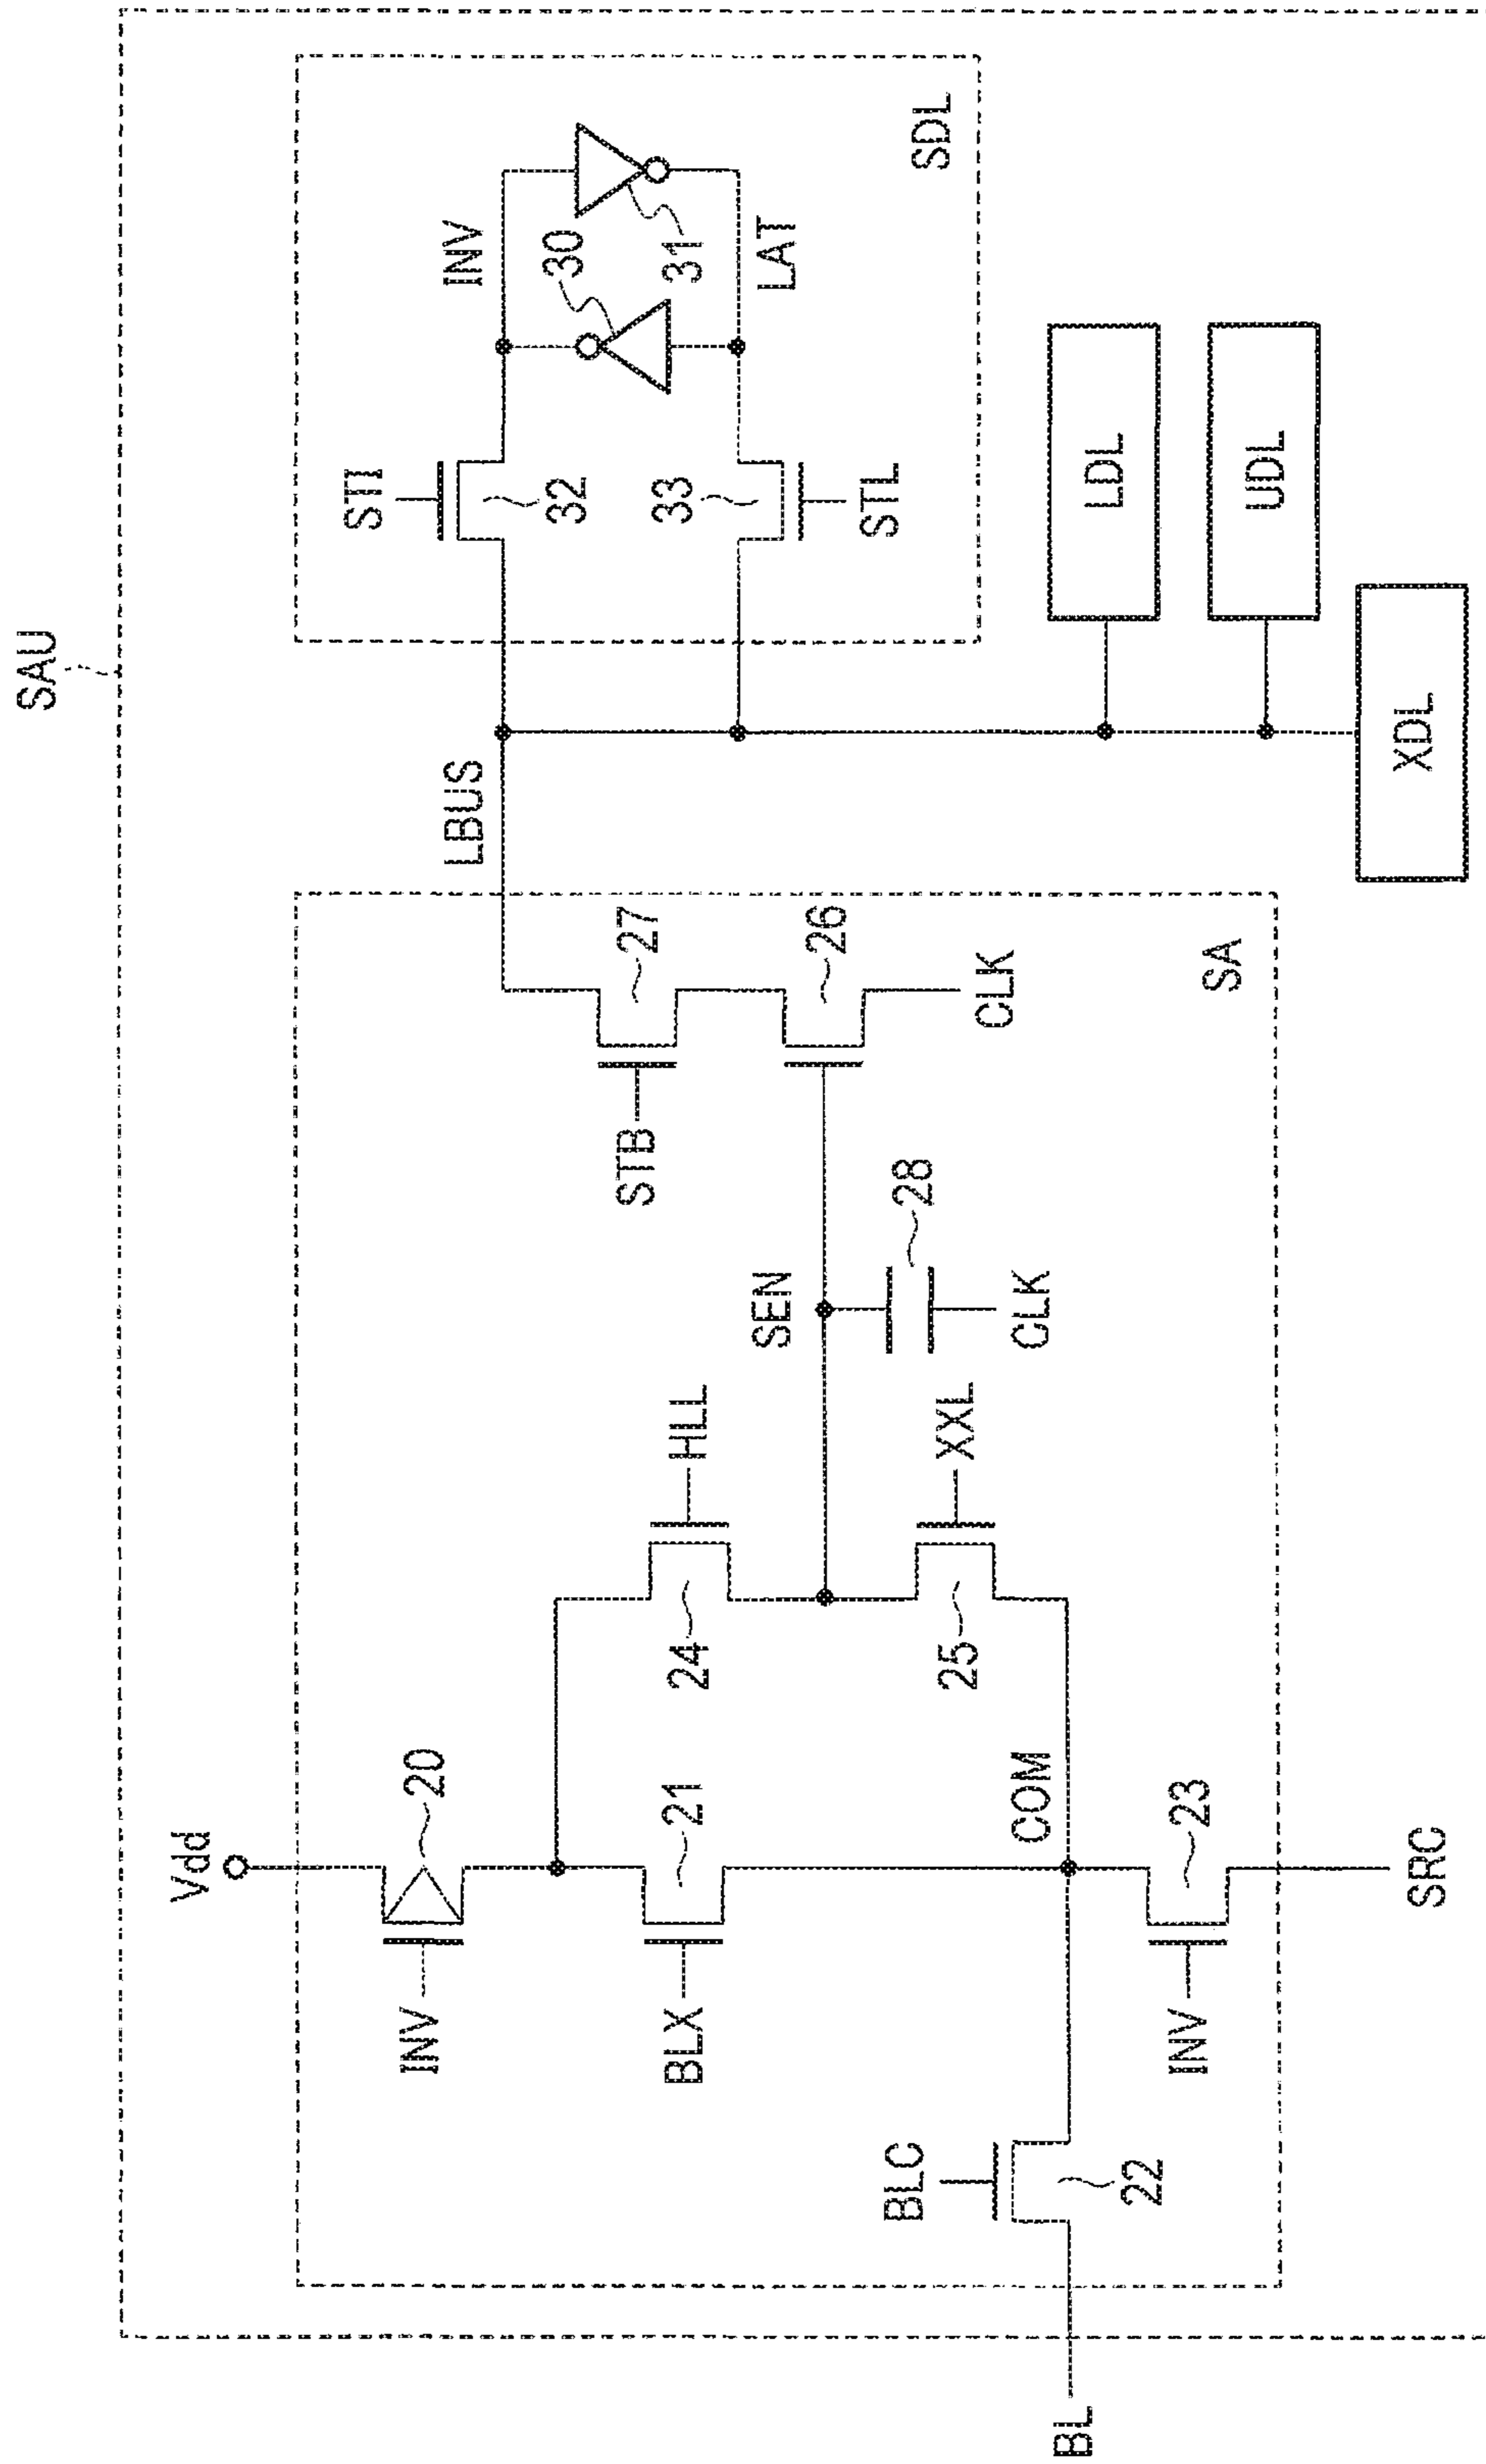 SAU
Vdd
INV
20
BLX
21
HLL
24
SEN
28
CLK
XXL
25
COM
BLC
22
BL
INV
23
SRC
STB
27
26
CLK
SA
LBUS
STI
32
INV
30
31
LAT
33
STL
SDL
LDL
UDL
XDL